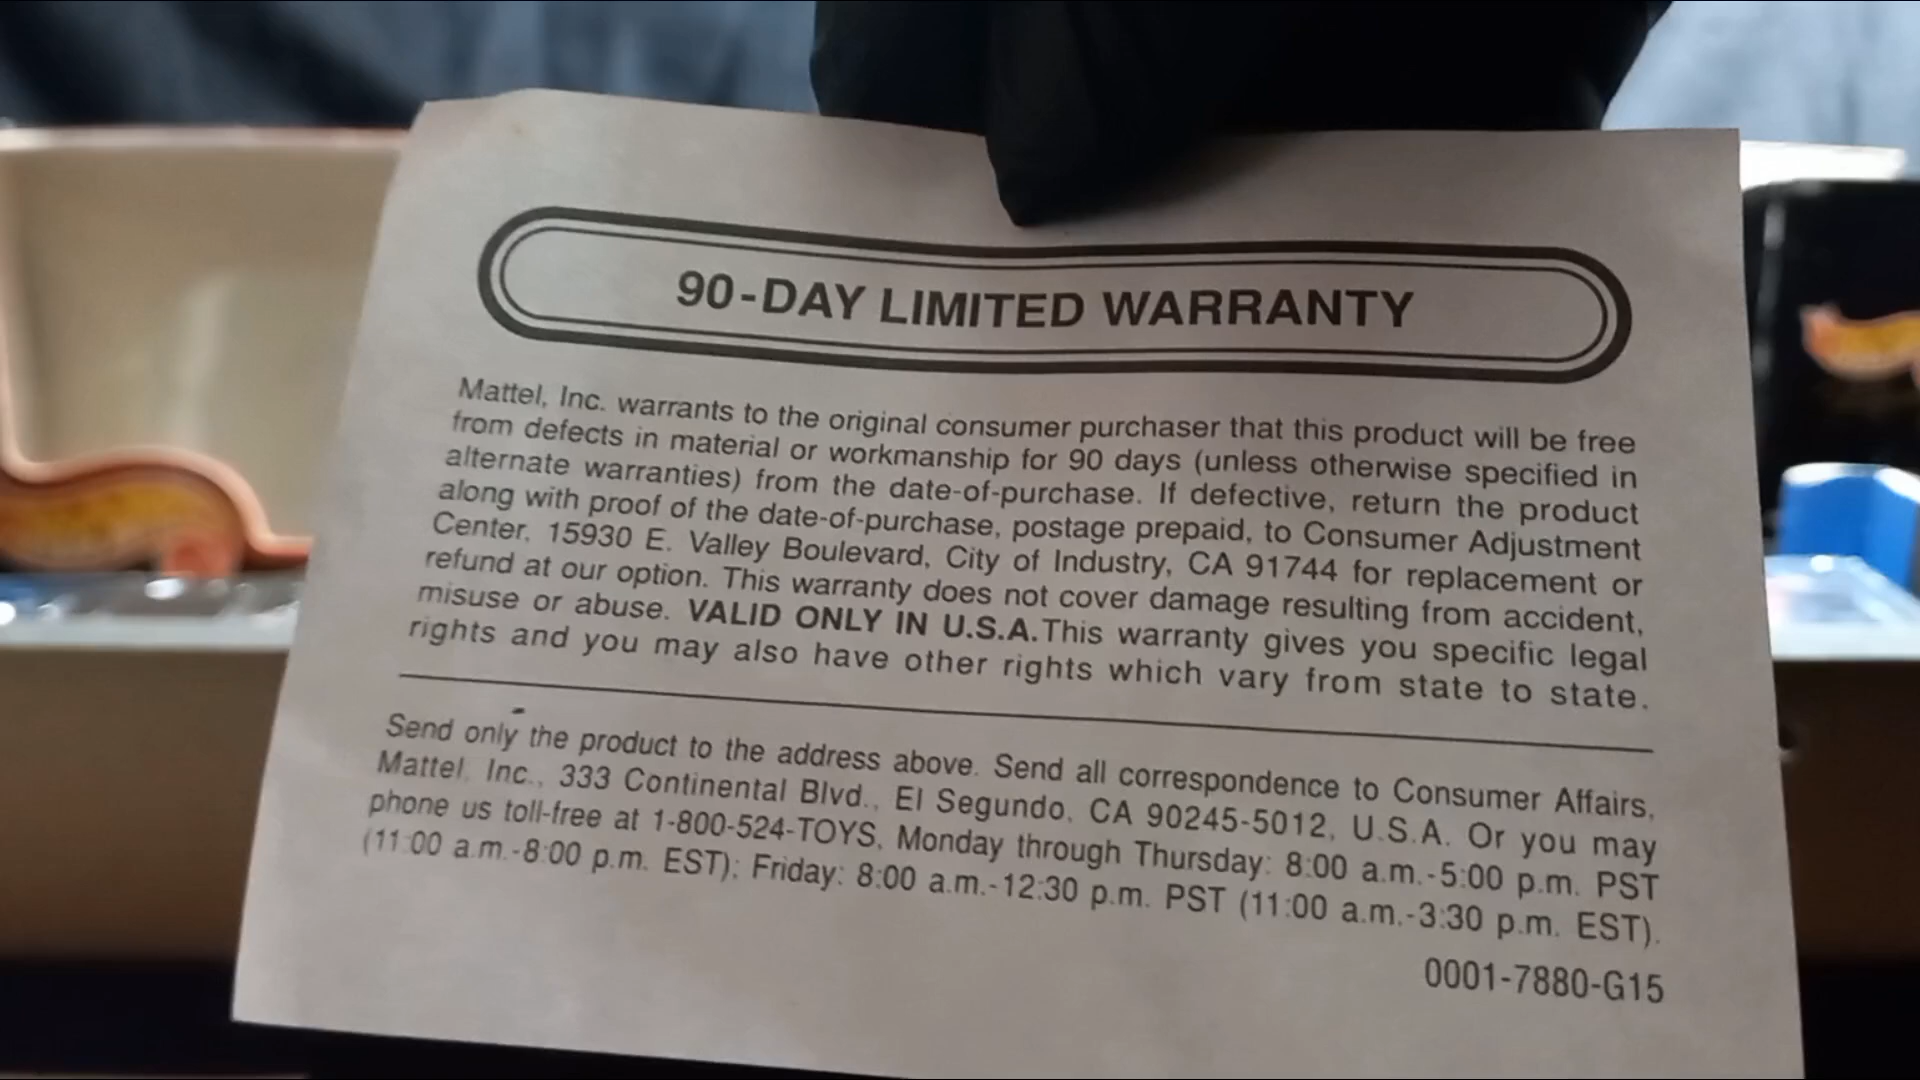 90-DAY LIMITED WARRANTY
Mattel, Inc. warrants to the original consumer purchaser that this product will be free
from defects in material or workmanship for 90 days (unless otherwise specified in
alternate warranties) from the date-of-purchase. If defective, return the product
along with proof of the date-of-purchase, postage prepaid, to Consumer Adjustment
Center, 15930 E. Valley Boulevard, City of Industry, CA 91744 for replacement or
refund at our option. This warranty does not cover damage resulting from accident,
misuse or abuse. VALID ONLY IN U.S.A.This warranty gives you specific legal
rights and you may also have other rights which vary from state to state.
Send only the product to the address above. Send all correspondence to Consumer Affairs,
Mattel, Inc., 333 Continental Blvd., El Segundo, CA 90245-5012, U.S.A. Or you may
phone us toll-free at 1-800-524-TOYS, Monday through Thursday: 8:00 a.m.-5:00 p.m. PST
(11:00 a.m.-8:00 p.m. EST); Friday: 8:00 a.m.-12:30 p.m. PST (11:00 a.m.-3:30 p.m. EST).
0001-7880-G15